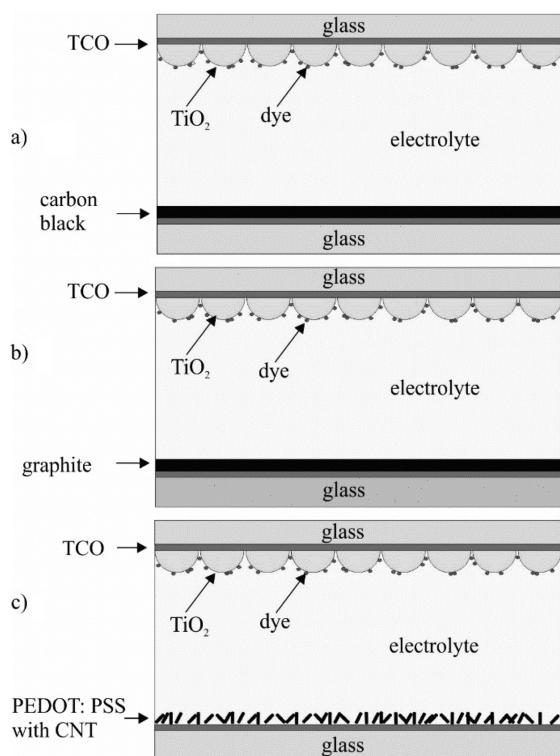 glass
TCO
TiO₂
dye
electrolyte
a)
carbon
black
glass
glass
TCO
TiO₂
dye
b)
electrolyte
graphite
glass
glass
TCO
c)
TiO₂
dye
electrolyte
PEDOT: PSS
with CNT
glass